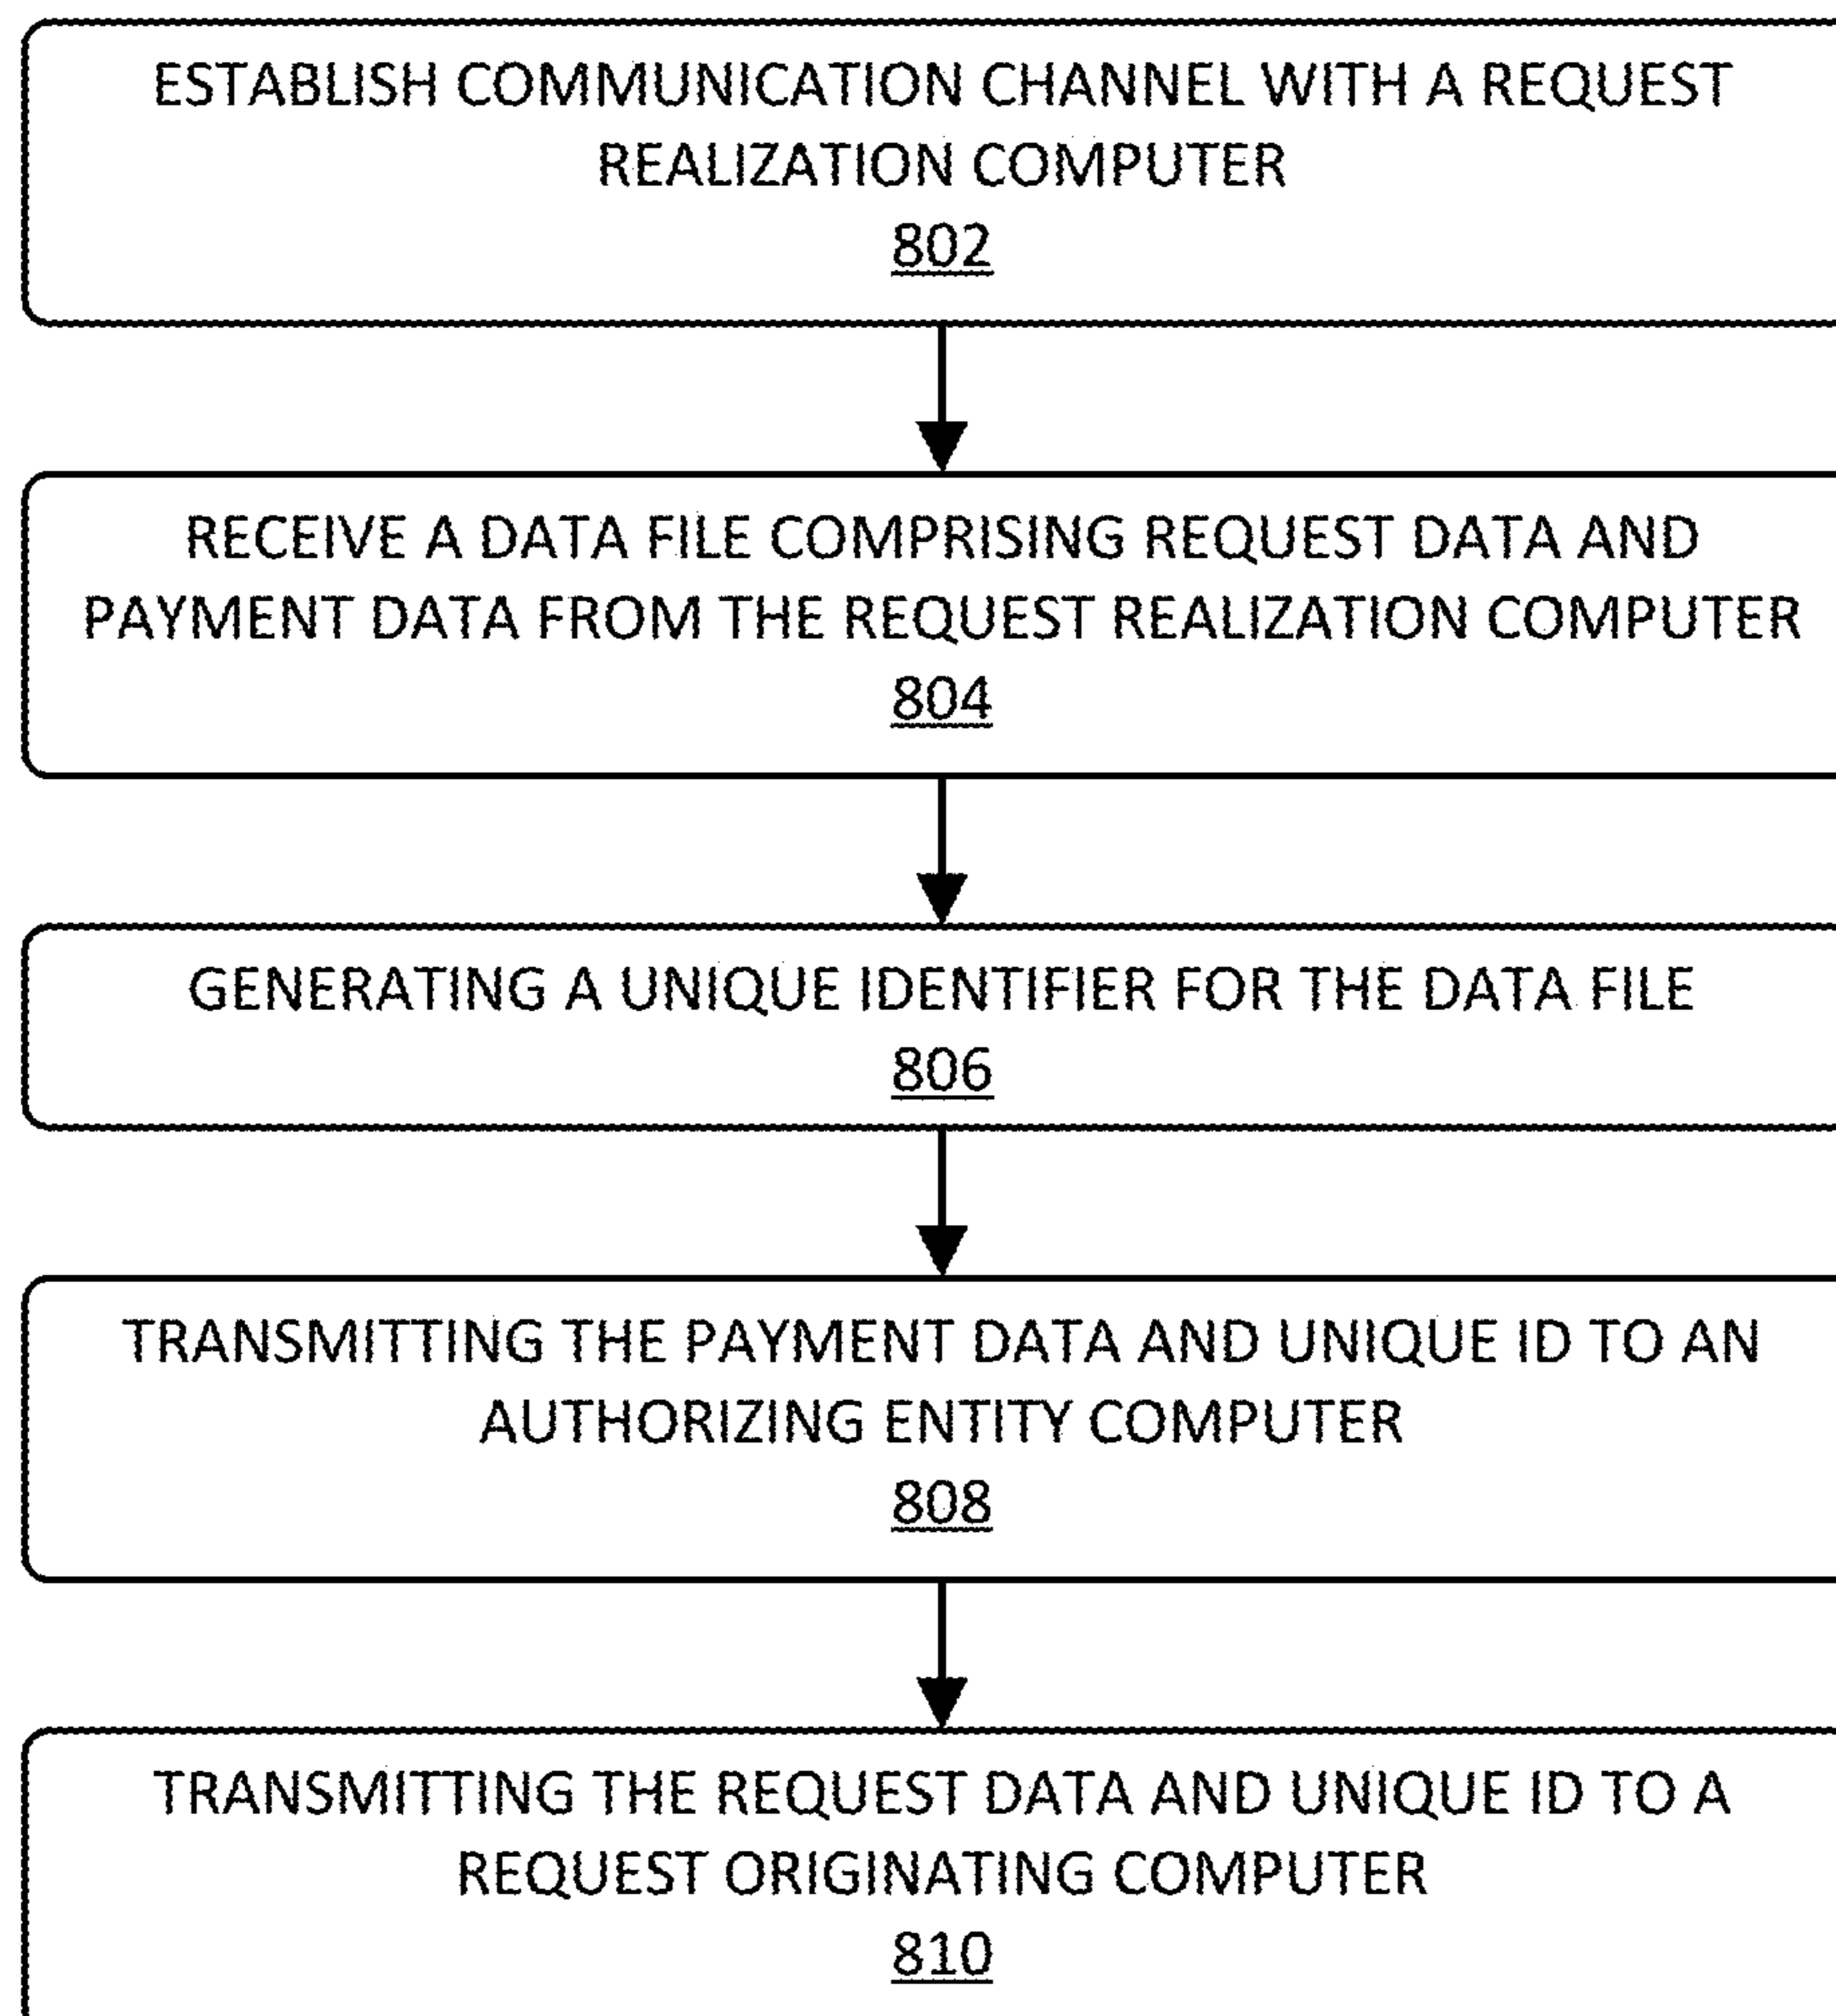 ESTABLISH COMMUNICATION CHANNEL WITH A REQUEST
REALIZATION COMPUTER
802
RECEIVE A DATA FILE COMPRISING REQUEST DATA AND
PAYMENT DATA FROM THE REQUEST REALIZATION COMPUTER
804
GENERATING A UNIQUE IDENTIFIER FOR THE DATA FILE
806
TRANSMITTING THE PAYMENT DATA AND UNIQUE ID TO AN
AUTHORIZING ENTITY COMPUTER
808
TRANSMITTING THE REQUEST DATA AND UNIQUE ID TO A
REQUEST ORIGINATING COMPUTER
810